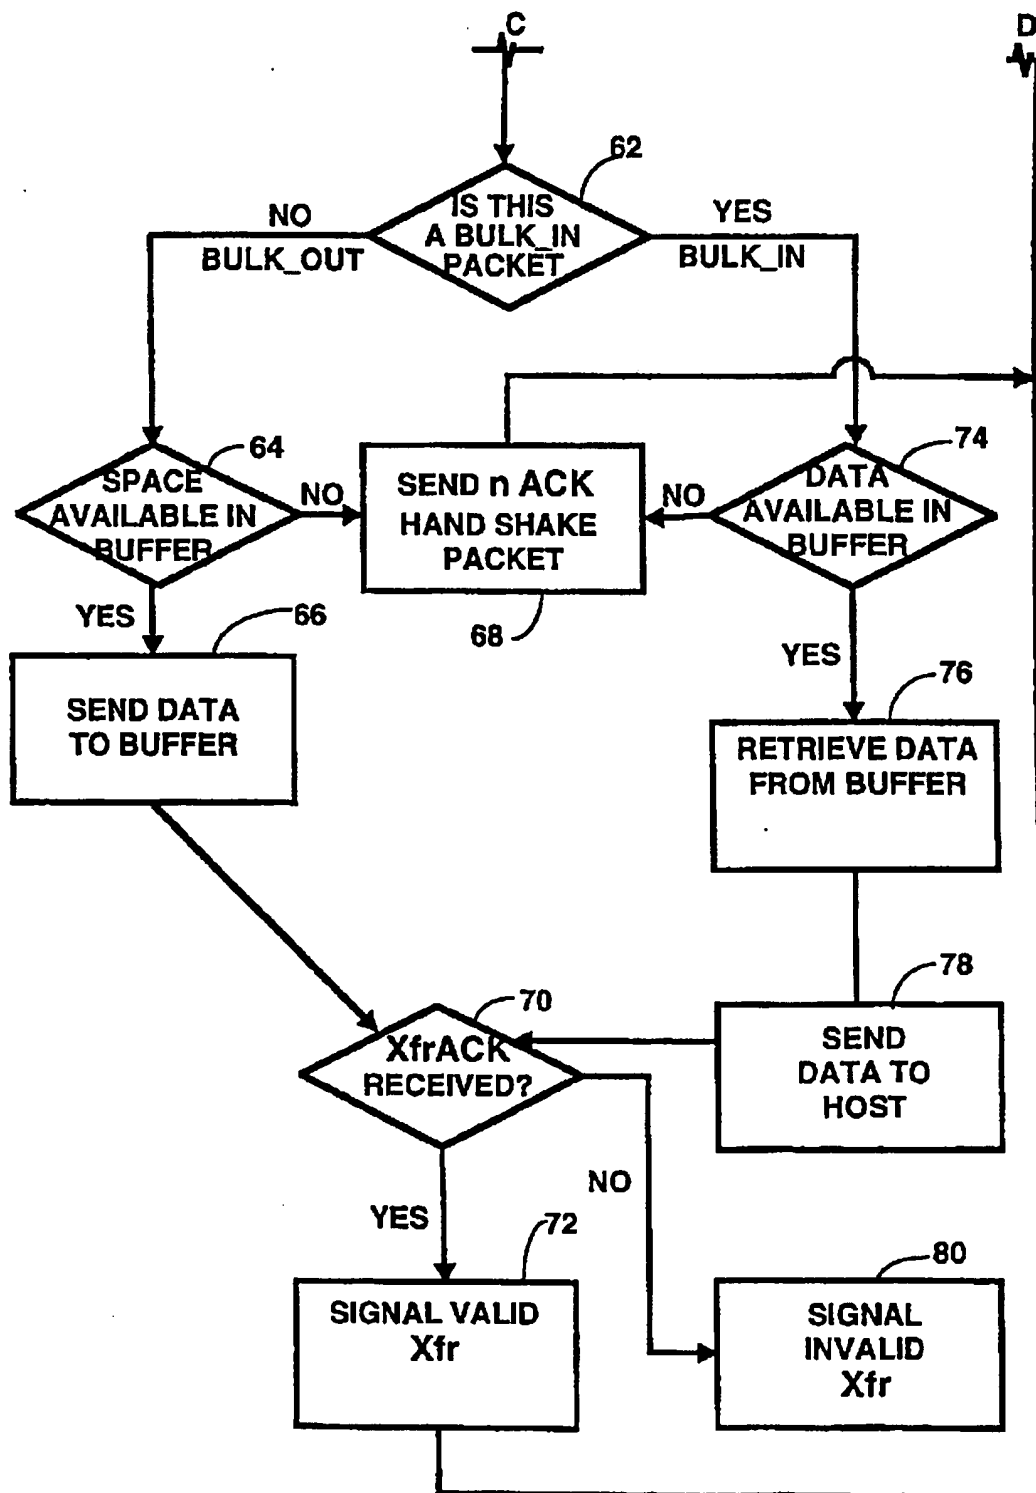 C
D
62
IS THIS
A BULK_IN
PACKET
NO
BULK_OUT
YES
BULK_IN
64
SPACE
AVAILABLE IN
BUFFER
NO
SEND n ACK
HAND SHAKE
PACKET
68
NO
74
DATA
AVAILABLE IN
BUFFER
YES
66
SEND DATA
TO BUFFER
YES
76
RETRIEVE DATA
FROM BUFFER
78
SEND
DATA TO
HOST
70
XfrACK
RECEIVED?
YES
NO
72
SIGNAL VALID
Xfr
80
SIGNAL
INVALID
Xfr